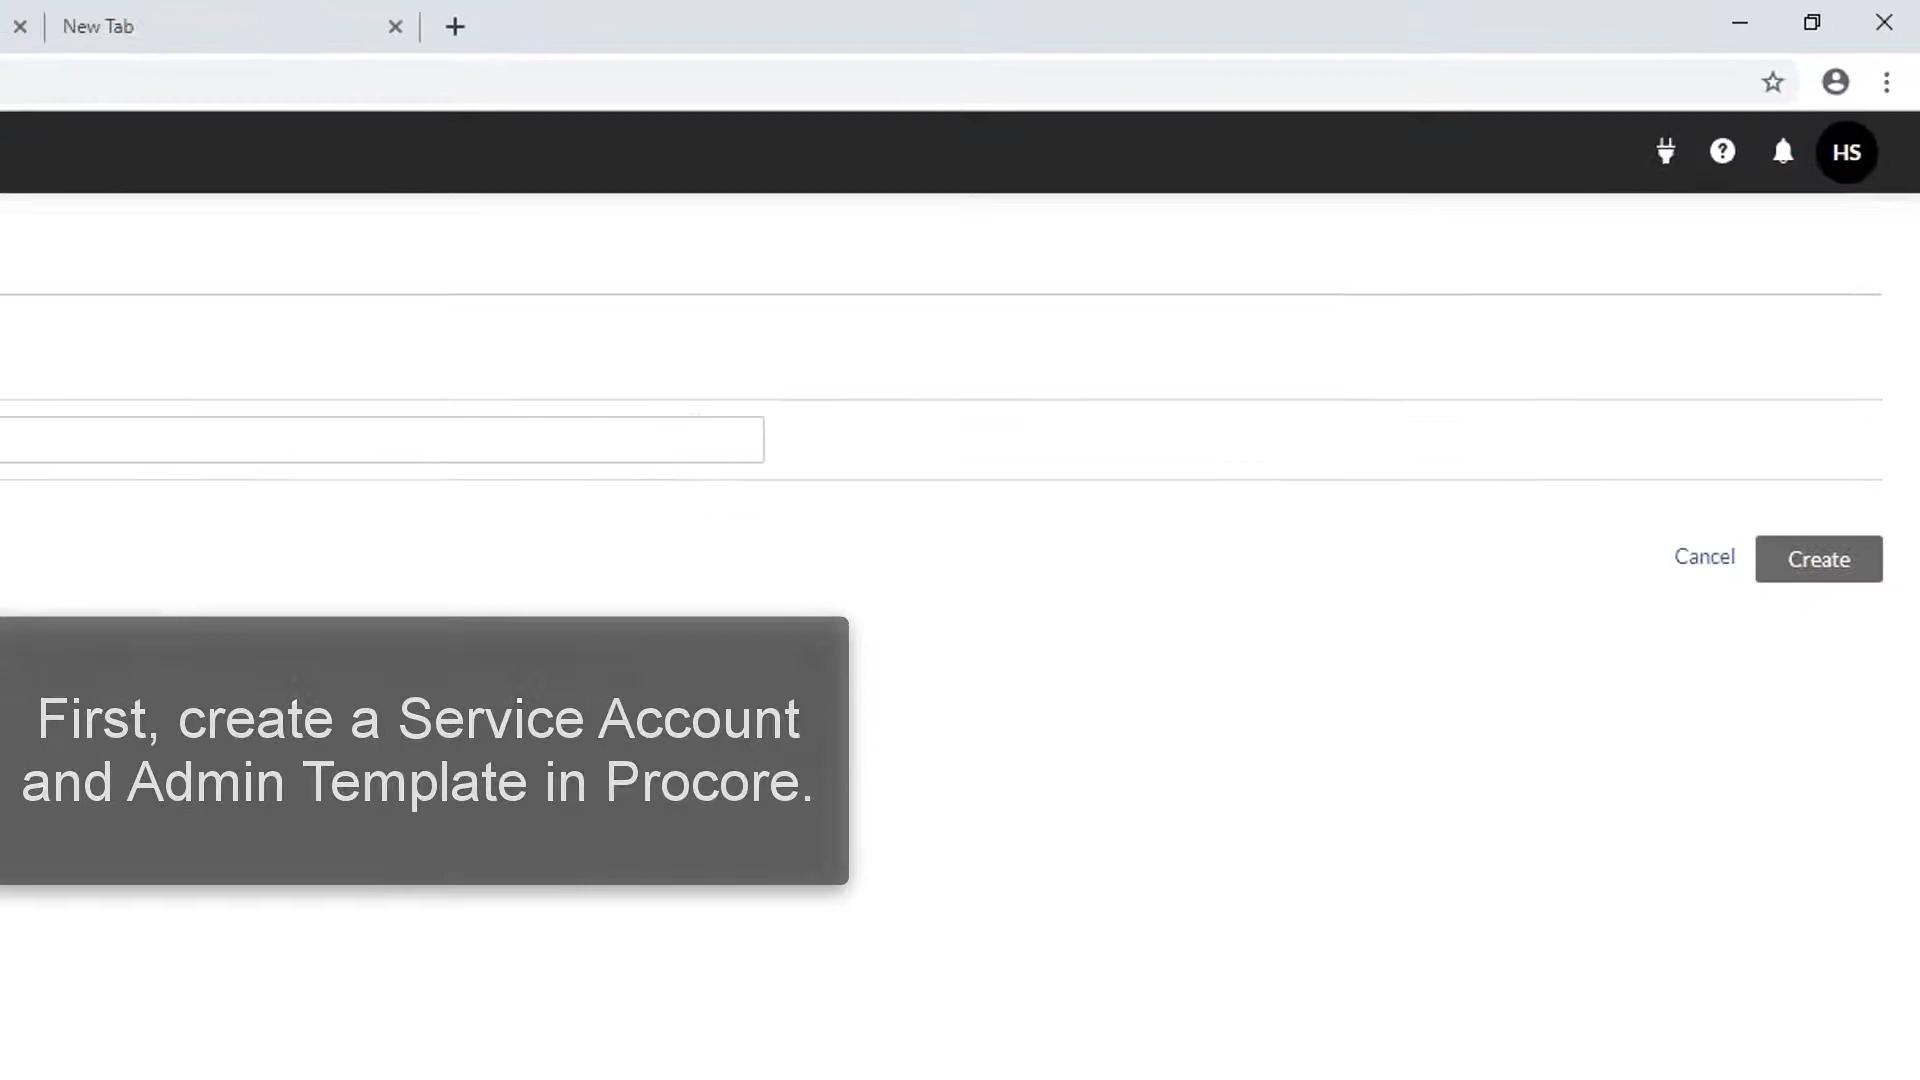 New Tab
HS
Cancel
Create
First, create a Service Account
and Admin Template in Procore.